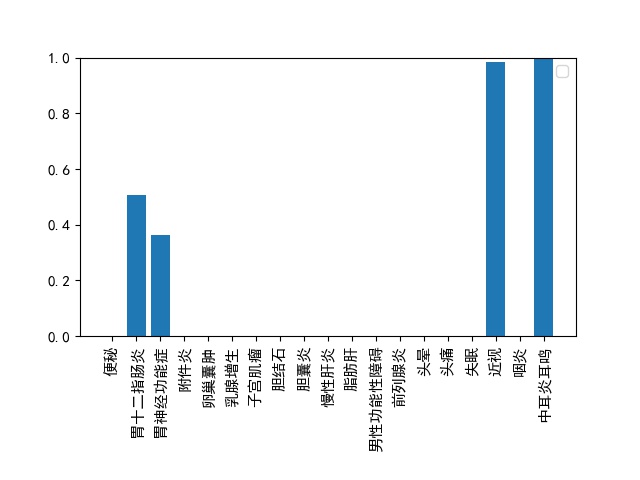 1.0
0.8
0.6
0.4
0.2
0.0
便秘
胃十二指肠炎
胃神经功能症
附件炎
卵巢囊肿
乳腺增生
子宫肌瘤
胆结石
胆囊炎
慢性肝炎
脂肪肝
男性功能性障碍
前列腺炎
头晕
头痛
失眠
近视
咽炎
中耳炎耳鸣